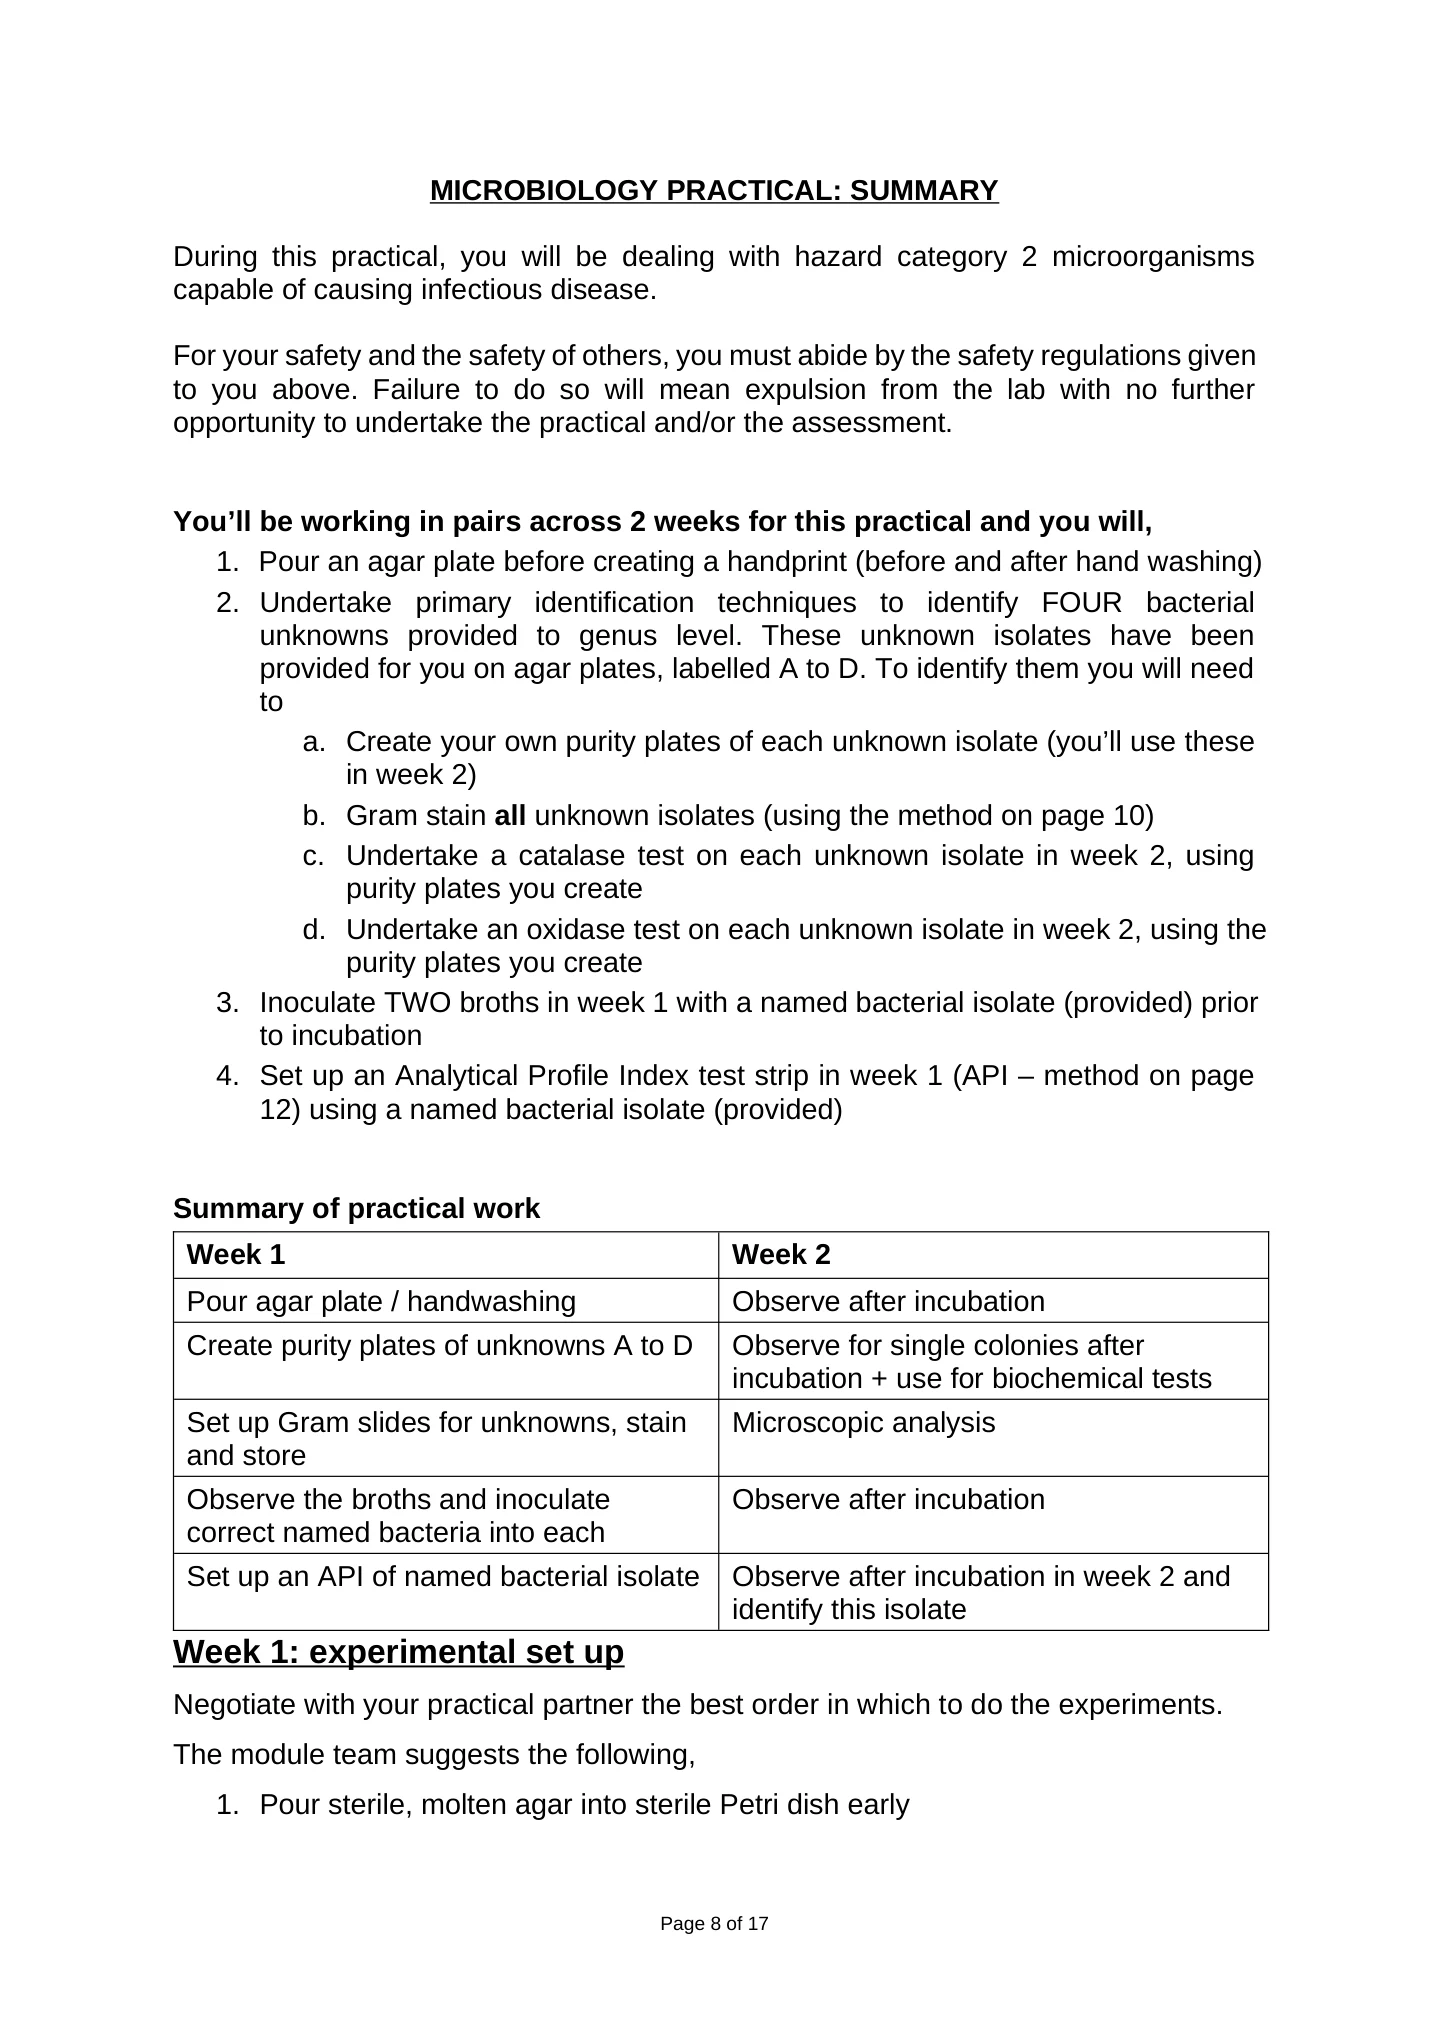 MICROBIOLOGY PRACTICAL: SUMMARY
During this practical, you will be dealing with hazard category 2 microorganisms
capable of causing infectious disease.
For your safety and the safety of others, you must abide by the safety regulations given
to you above. Failure to do so will mean expulsion from the lab with no further
opportunity to undertake the practical and/or the assessment.
You’ll be working in pairs across 2 weeks for this practical and you will,
1. Pour an agar plate before creating a handprint (before and after hand washing)
2. Undertake primary identification techniques to identify FOUR bacterial
unknowns provided to genus level. These unknown isolates have been
provided for you on agar plates, labelled A to D. To identify them you will need
to
a. Create your own purity plates of each unknown isolate (you’ll use these
in week 2)
b. Gram stain all unknown isolates (using the method on page 10)
c. Undertake a catalase test on each unknown isolate in week 2, using
purity plates you create
d. Undertake an oxidase test on each unknown isolate in week 2, using the
purity plates you create
3. Inoculate TWO broths in week 1 with a named bacterial isolate (provided) prior
to incubation
4. Set up an Analytical Profile Index test strip in week 1 (API – method on page
12) using a named bacterial isolate (provided)
Summary of practical work
Week 1 Week 2
Pour agar plate / handwashing Observe after incubation
Create purity plates of unknowns A to D Observe for single colonies after
incubation + use for biochemical tests
Set up Gram slides for unknowns, stain Microscopic analysis
and store
Observe the broths and inoculate Observe after incubation
correct named bacteria into each
Set up an API of named bacterial isolate Observe after incubation in week 2 and
identify this isolate
Week 1: experimental set up
Negotiate with your practical partner the best order in which to do the experiments.
The module team suggests the following,
1. Pour sterile, molten agar into sterile Petri dish early
Page 8 of 17